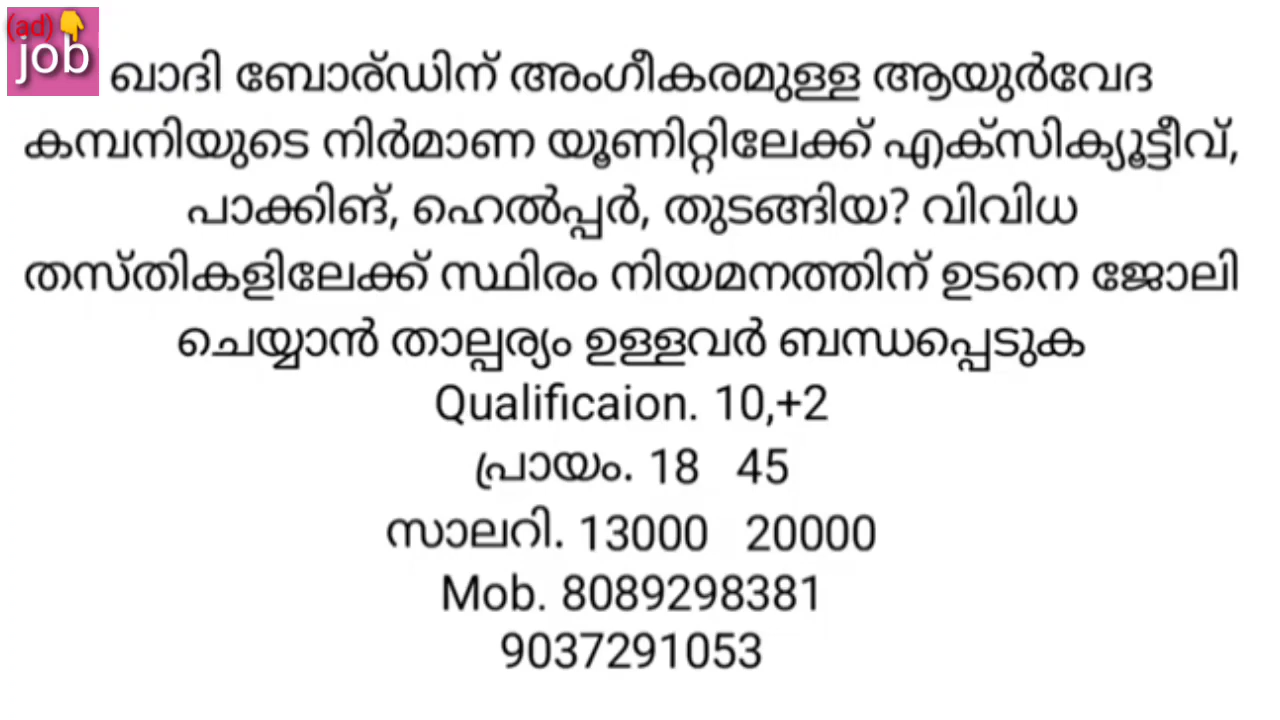 (ad)👇
job
ഖാദി ബോര്ഡിന് അംഗീകരമുള്ള ആയുർവേദ
കമ്പനിയുടെ നിർമാണ യൂണിറ്റിലേക്ക് എക്സിക്യൂട്ടീവ്,
പാക്കിങ്, ഹെൽപ്പർ, തുടങ്ങിയ? വിവിധ
തസ്തികളിലേക്ക് സ്ഥിരം നിയമനത്തിന് ഉടനെ ജോലി
ചെയ്യാൻ താല്പര്യം ഉള്ളവർ ബന്ധപ്പെടുക
Qualificaion. 10,+2
പ്രായം. 18 45
സാലറി. 13000 20000
Mob. 8089298381
9037291053